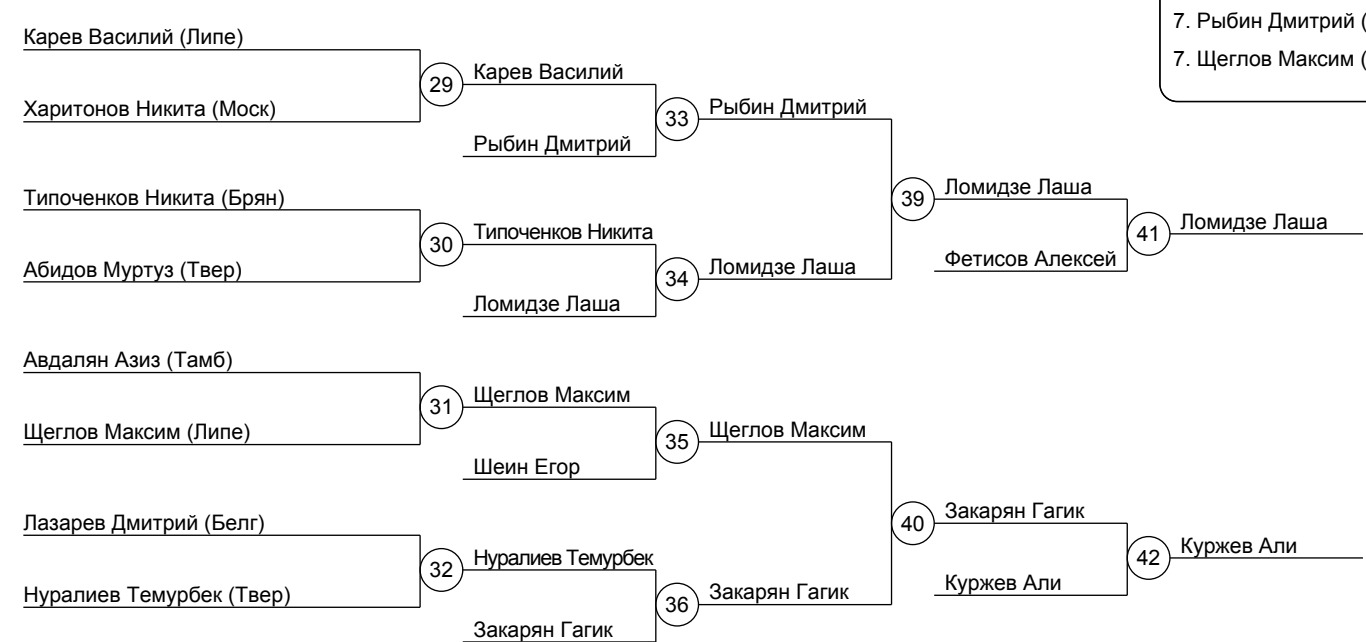 7. Рыбин Дмитрий (
7. Щеглов Максим (
Карев Василий (Липе)
29
Карев Василий
Харитонов Никита (Моск)
33
Рыбин Дмитрий
Рыбин Дмитрий
39
Ломидзе Лаша
Типоченков Никита (Брян)
30
Типоченков Никита
Абидов Муртуз (Твер)
34
Ломидзе Лаша
Ломидзе Лаша
Фетисов Алексей
41
Ломидзе Лаша
Авдалян Азиз (Тамб)
31
Щеглов Максим
Щеглов Максим (Липе)
35
Щеглов Максим
Шеин Егор
40
Закарян Гагик
Лазарев Дмитрий (Белг)
32
Нуралиев Темурбек
Нуралиев Темурбек (Твер)
36
Закарян Гагик
Закарян Гагик
Куржев Али
42
Куржев Али